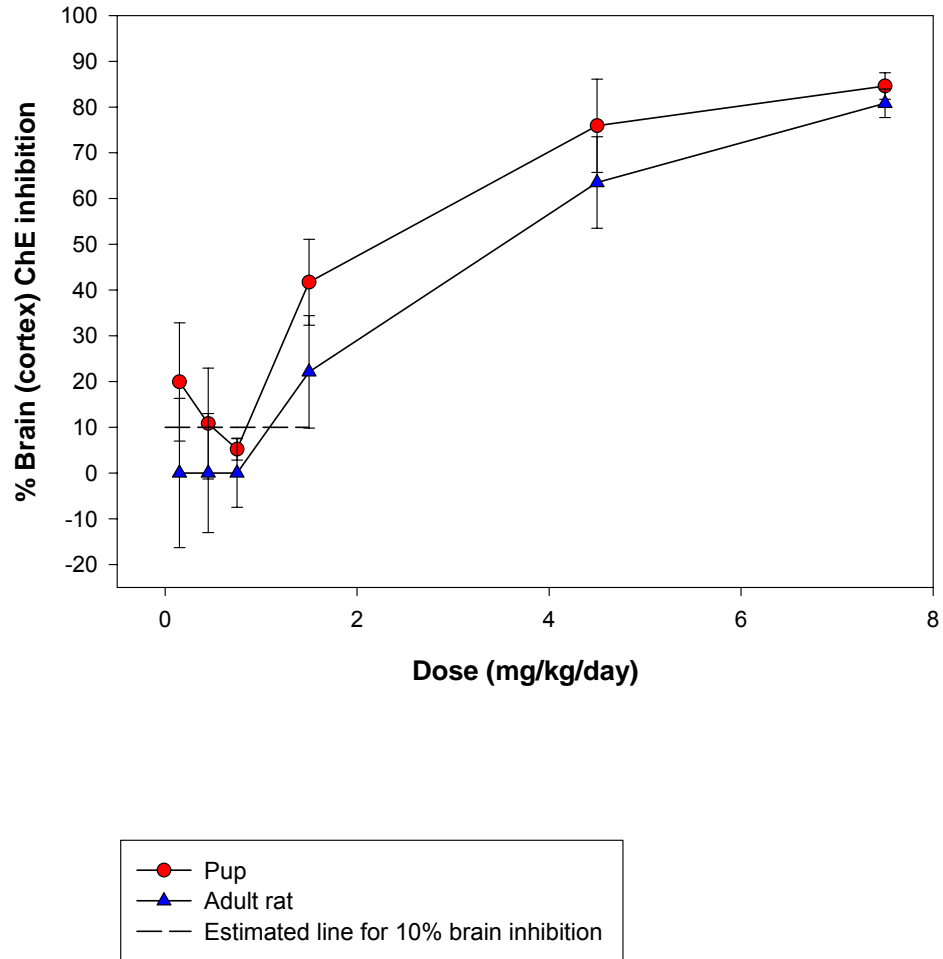 100
90
80
70
60
50
40
30
20
10
0
-10
-20
% Brain (cortex) ChE inhibition
0 2 4 6 8
Dose (mg/kg/day)
Pup
Adult rat
Estimated line for 10% brain inhibition